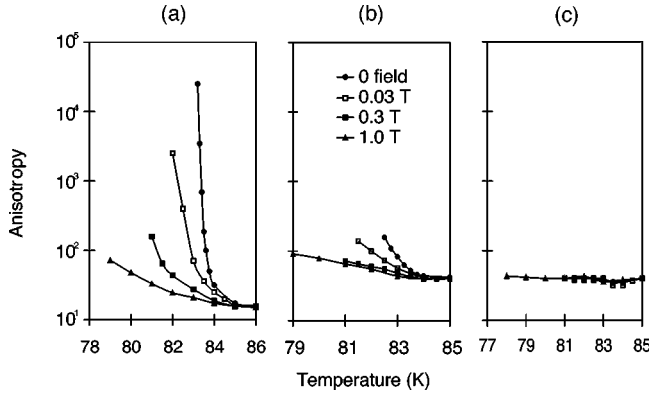 (a) (b) (c)
10^5
10^4
10^3
10^2
10^1
Anisotropy
0 field
0.03 T
0.3 T
1.0 T
78 80 82 84 86 79 81 83 85 77 79 81 83 85
Temperature (K)